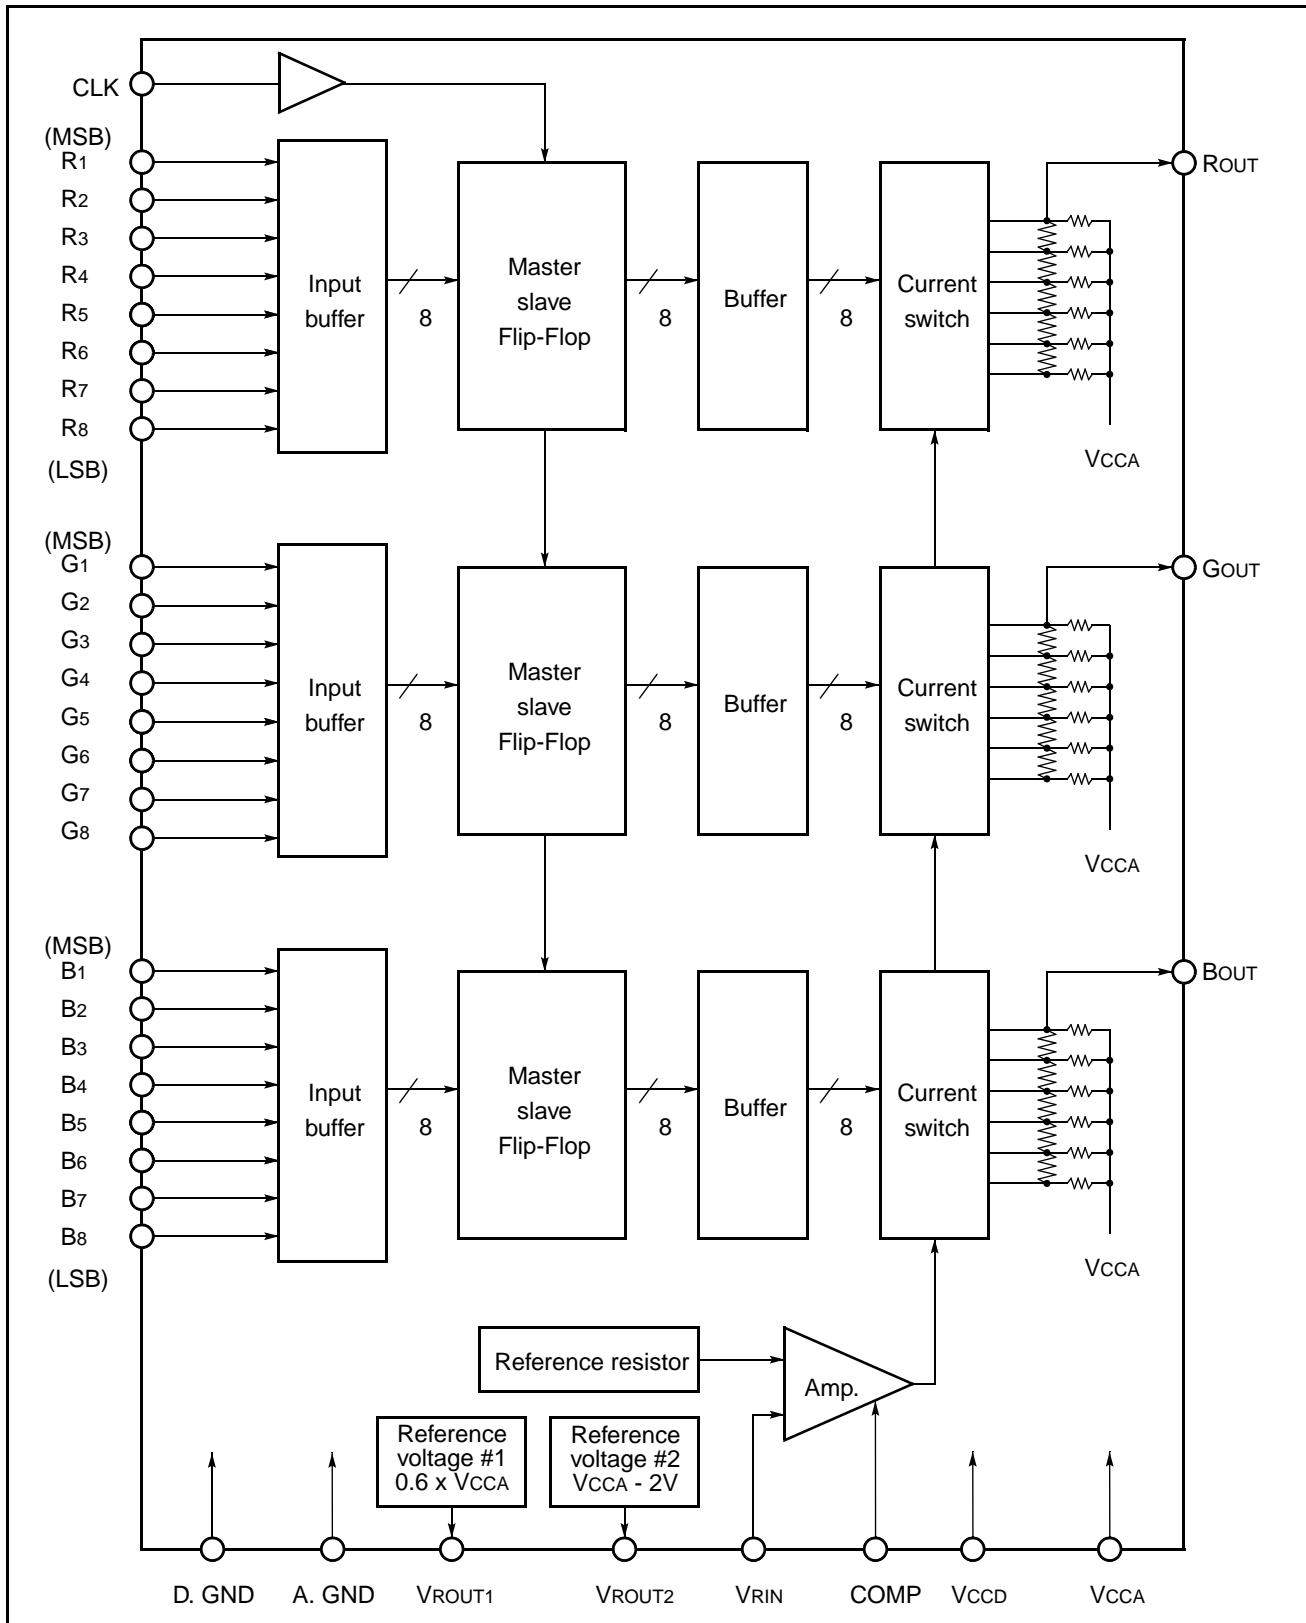 CLK
(MSB)
R1
R2
R3
R4
R5
R6
R7
R8
(LSB)
Input
buffer
8
Master
slave
Flip-Flop
8
Buffer
8
Current
switch
ROUT
VCCA
(MSB)
G1
G2
G3
G4
G5
G6
G7
G8
Input
buffer
8
Master
slave
Flip-Flop
8
Buffer
8
Current
switch
GOUT
VCCA
(MSB)
B1
B2
B3
B4
B5
B6
B7
B8
(LSB)
Input
buffer
8
Master
slave
Flip-Flop
8
Buffer
8
Current
switch
BOUT
VCCA
Reference resistor
Amp.
Reference
voltage #1
0.6 x VCCA
Reference
voltage #2
VCCA - 2V
D. GND
A. GND
VROUT1
VROUT2
VRIN
COMP
VCCD
VCCA